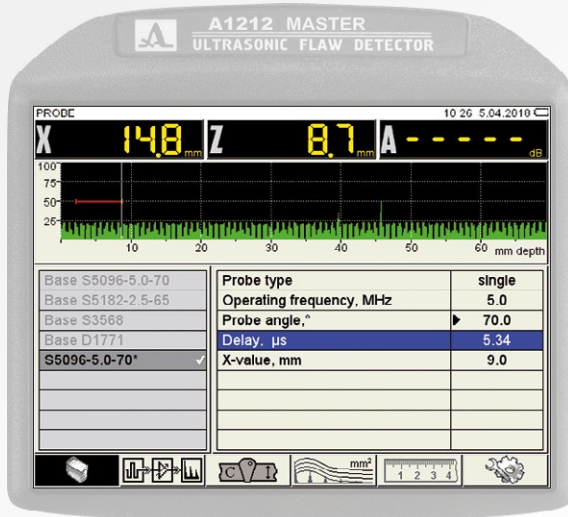 A1212 MASTER
ULTRASONIC FLAW DETECTOR
PROBE 10 26 5.04.2010
X 14.8 mm Z 8.7 mm A - - - - - dB
100
75
50
25
10 20 30 40 50 60 mm depth
Base S5096-5.0-70
Base S5182-2.5-65
Base S3568
Base D1771
S5096-5.0-70*
Probe type single
Operating frequency, MHz 5.0
Probe angle,° 70.0
Delay, µs 5.34
X-value, mm 9.0
C
mm²
1 2 3 4